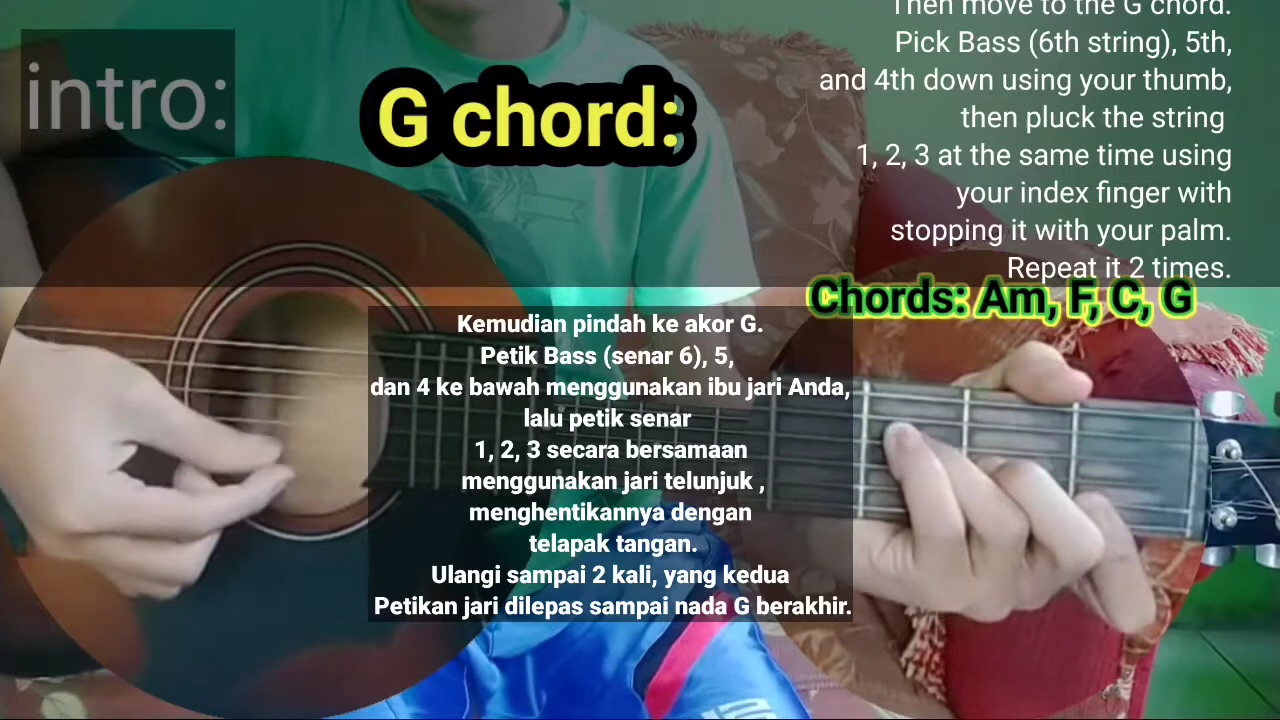 intro:
G chord:
Then move to the G chord.
Pick Bass (6th string), 5th,
and 4th down using your thumb,
then pluck the string
1, 2, 3 at the same time using
your index finger with
stopping it with your palm.
Repeat it 2 times.
Chords: Am, F, C, G
Kemudian pindah ke akor G.
Petik Bass (senar 6), 5,
dan 4 ke bawah menggunakan ibu jari Anda,
lalu petik senar
1, 2, 3 secara bersamaan
menggunakan jari telunjuk ,
menghentikannya dengan
telapak tangan.
Ulangi sampai 2 kali, yang kedua
Petikan jari dilepas sampai nada G berakhir.